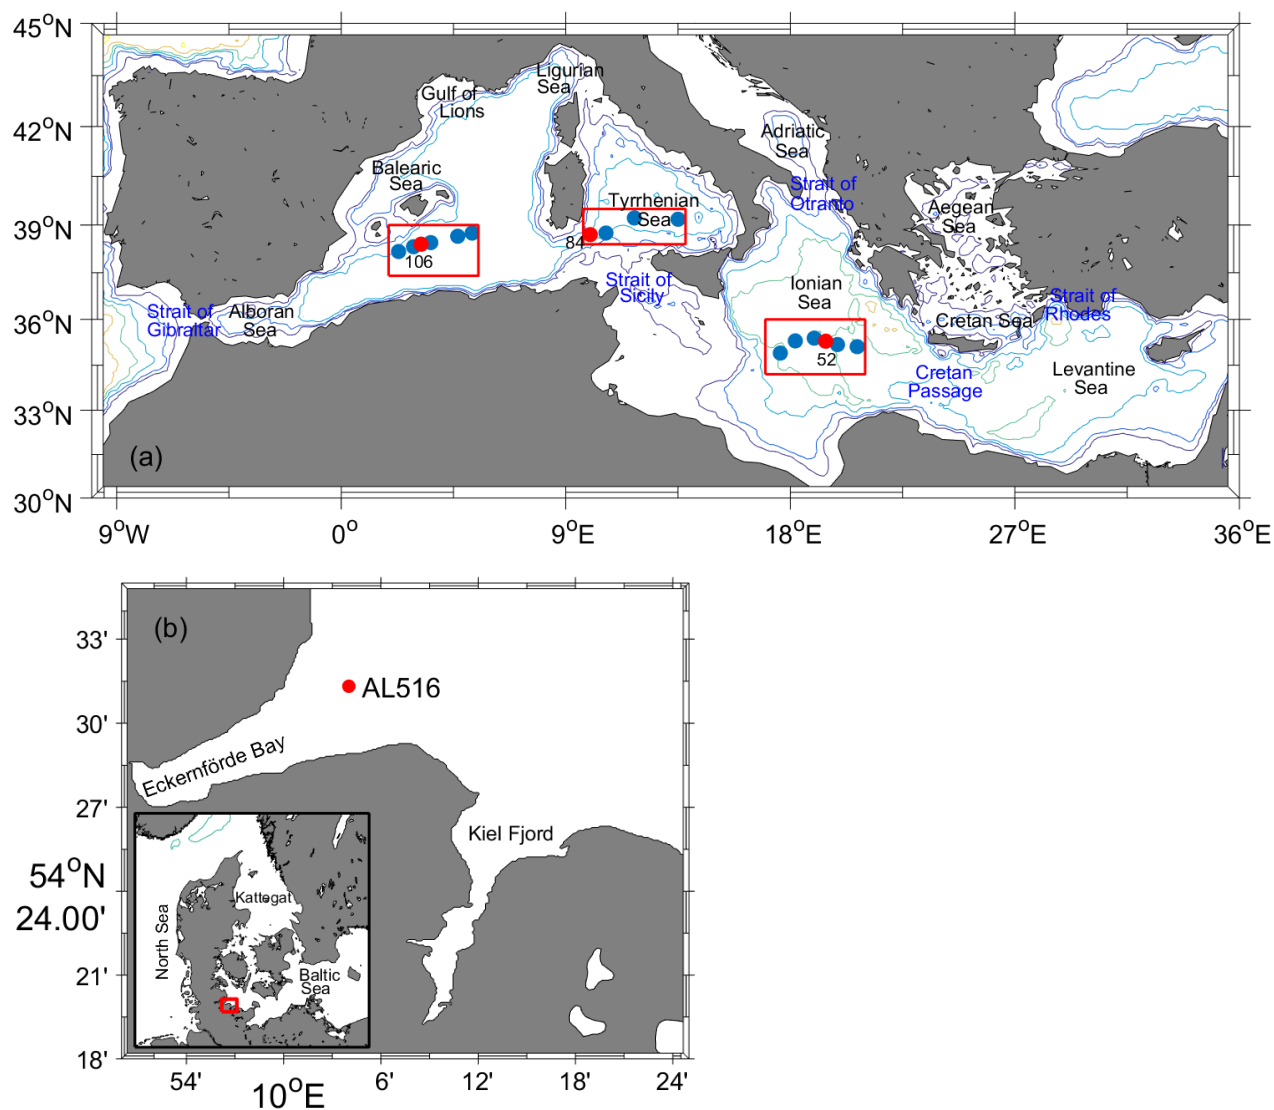 45°N
42°N
39°N
36°N
33°N
30°N
9°W
0°
9°E
18°E
27°E
36°E
Ligurian
Sea
Gulf of
Lions
Adriatic
Sea
Balearic
Sea
Strait of
Otranto
Tyrrhenian
Sea
Aegean
Sea
84
106
Strait of
Sicily
Ionian
Sea
Strait of
Rhodes
Strait of
Gibraltar
Alboran
Sea
Cretan Sea
52
Cretan
Passage
Levantine
Sea
(a)
(b)
33'
AL516
30'
Eckernförde Bay
27'
Kiel Fjord
54°N
24.00'
Kattegat
North Sea
Baltic
Sea
21'
18'
54'
10°E
6'
12'
18'
24'